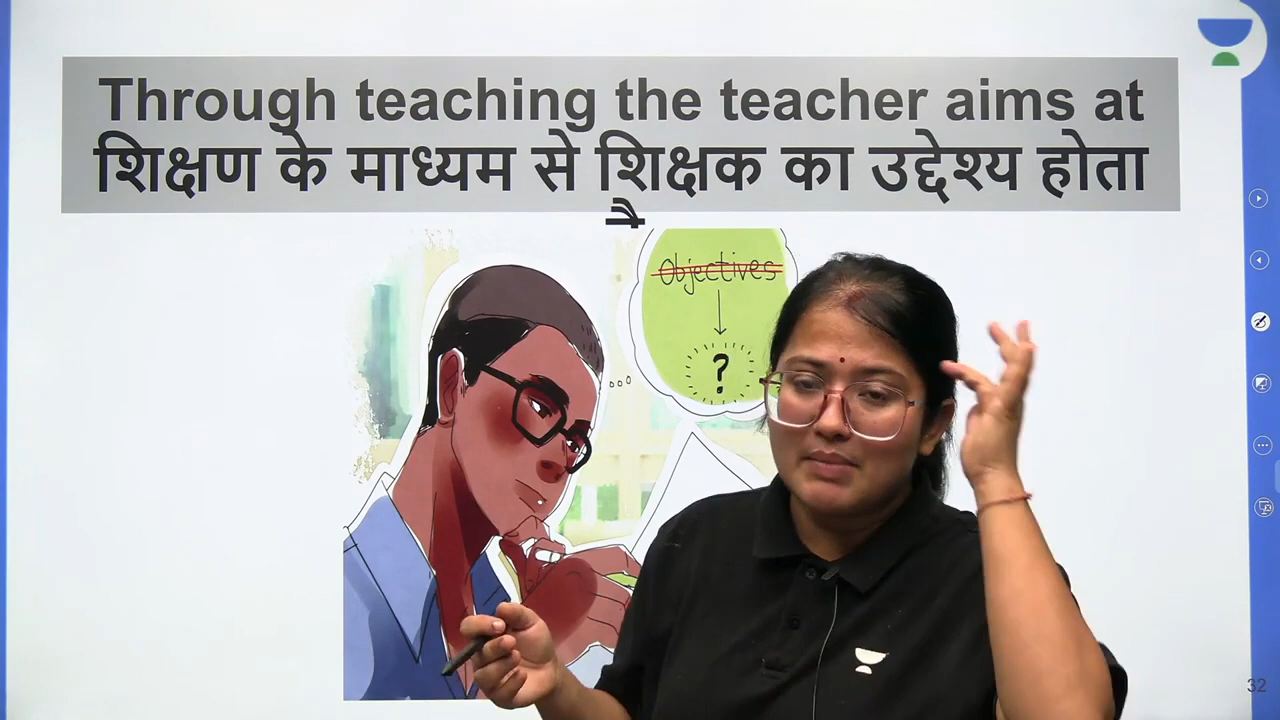 Through teaching the teacher aims at
शिक्षण के माध्यम से शिक्षक का उद्देश्य होता
है
Objectives
?
32